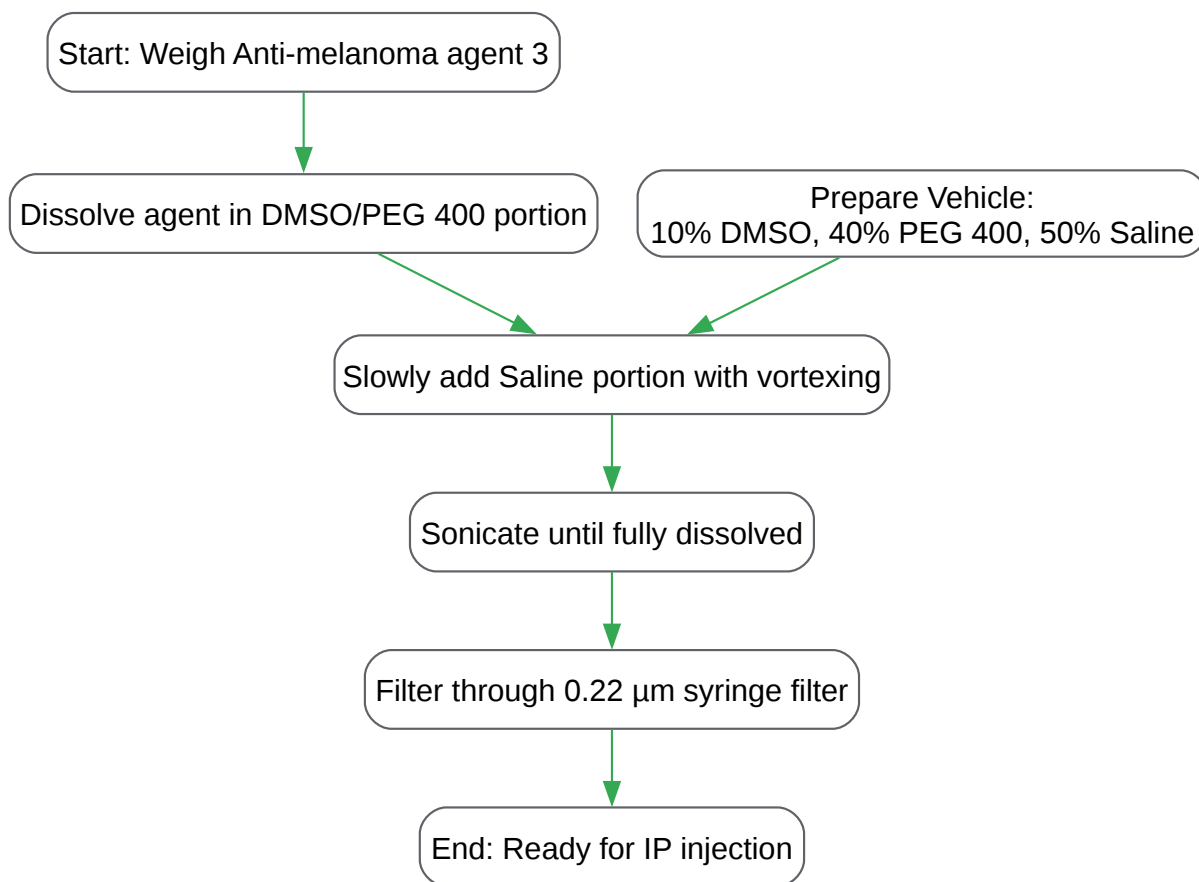 Start: Weigh Anti-melanoma agent 3
Dissolve agent in DMSO/PEG 400 portion
Prepare Vehicle:
10% DMSO, 40% PEG 400, 50% Saline
Slowly add Saline portion with vortexing
Sonicate until fully dissolved
Filter through 0.22 µm syringe filter
End: Ready for IP injection